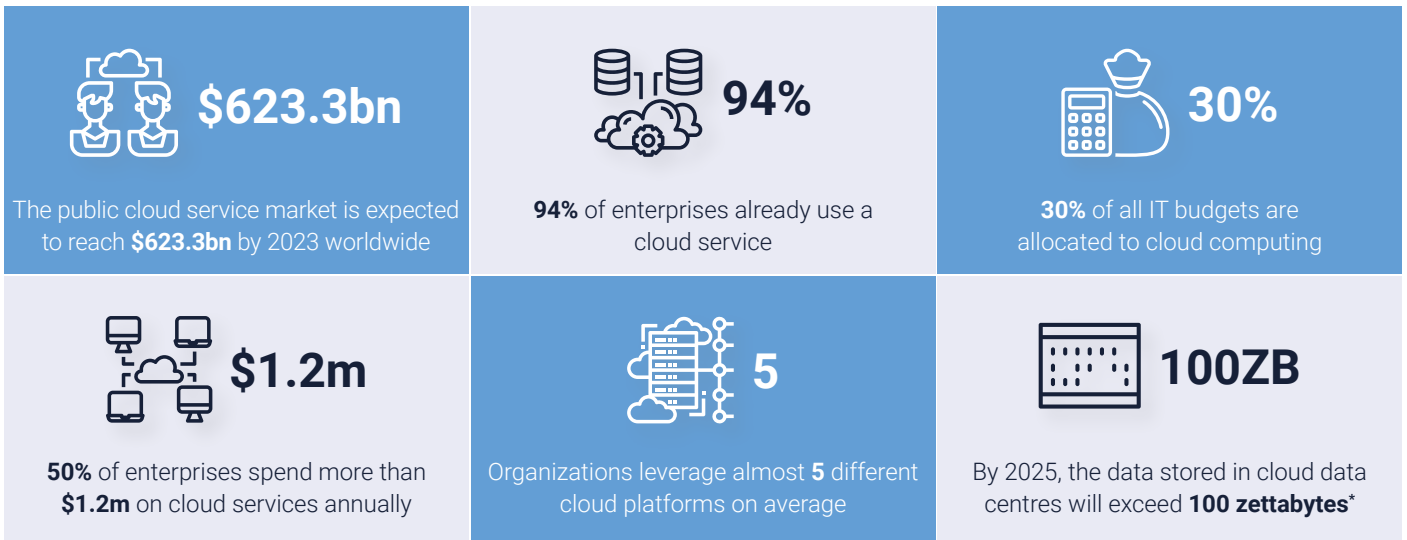 $623.3bn
The public cloud service market is expected
to reach $623.3bn by 2023 worldwide
94%
94% of enterprises already use a
cloud service
30%
30% of all IT budgets are
allocated to cloud computing
$1.2m
50% of enterprises spend more than
$1.2m on cloud services annually
5
Organizations leverage almost 5 different
cloud platforms on average
100ZB
By 2025, the data stored in cloud data
centres will exceed 100 zettabytes*